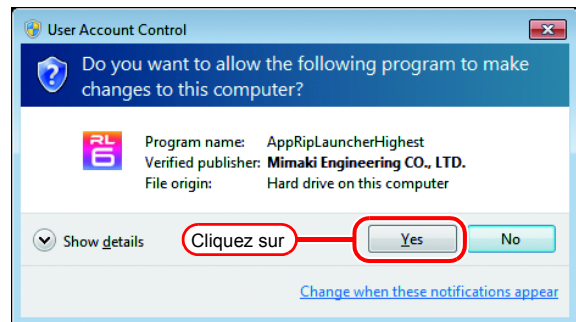 User Account Control
Do you want to allow the following program to make
changes to this computer?
RL
6
Program name: AppRipLauncherHighest
Verified publisher: Mimaki Engineering CO., LTD.
File origin: Hard drive on this computer
Show details
Cliquez sur
Yes
No
Change when these notifications appear